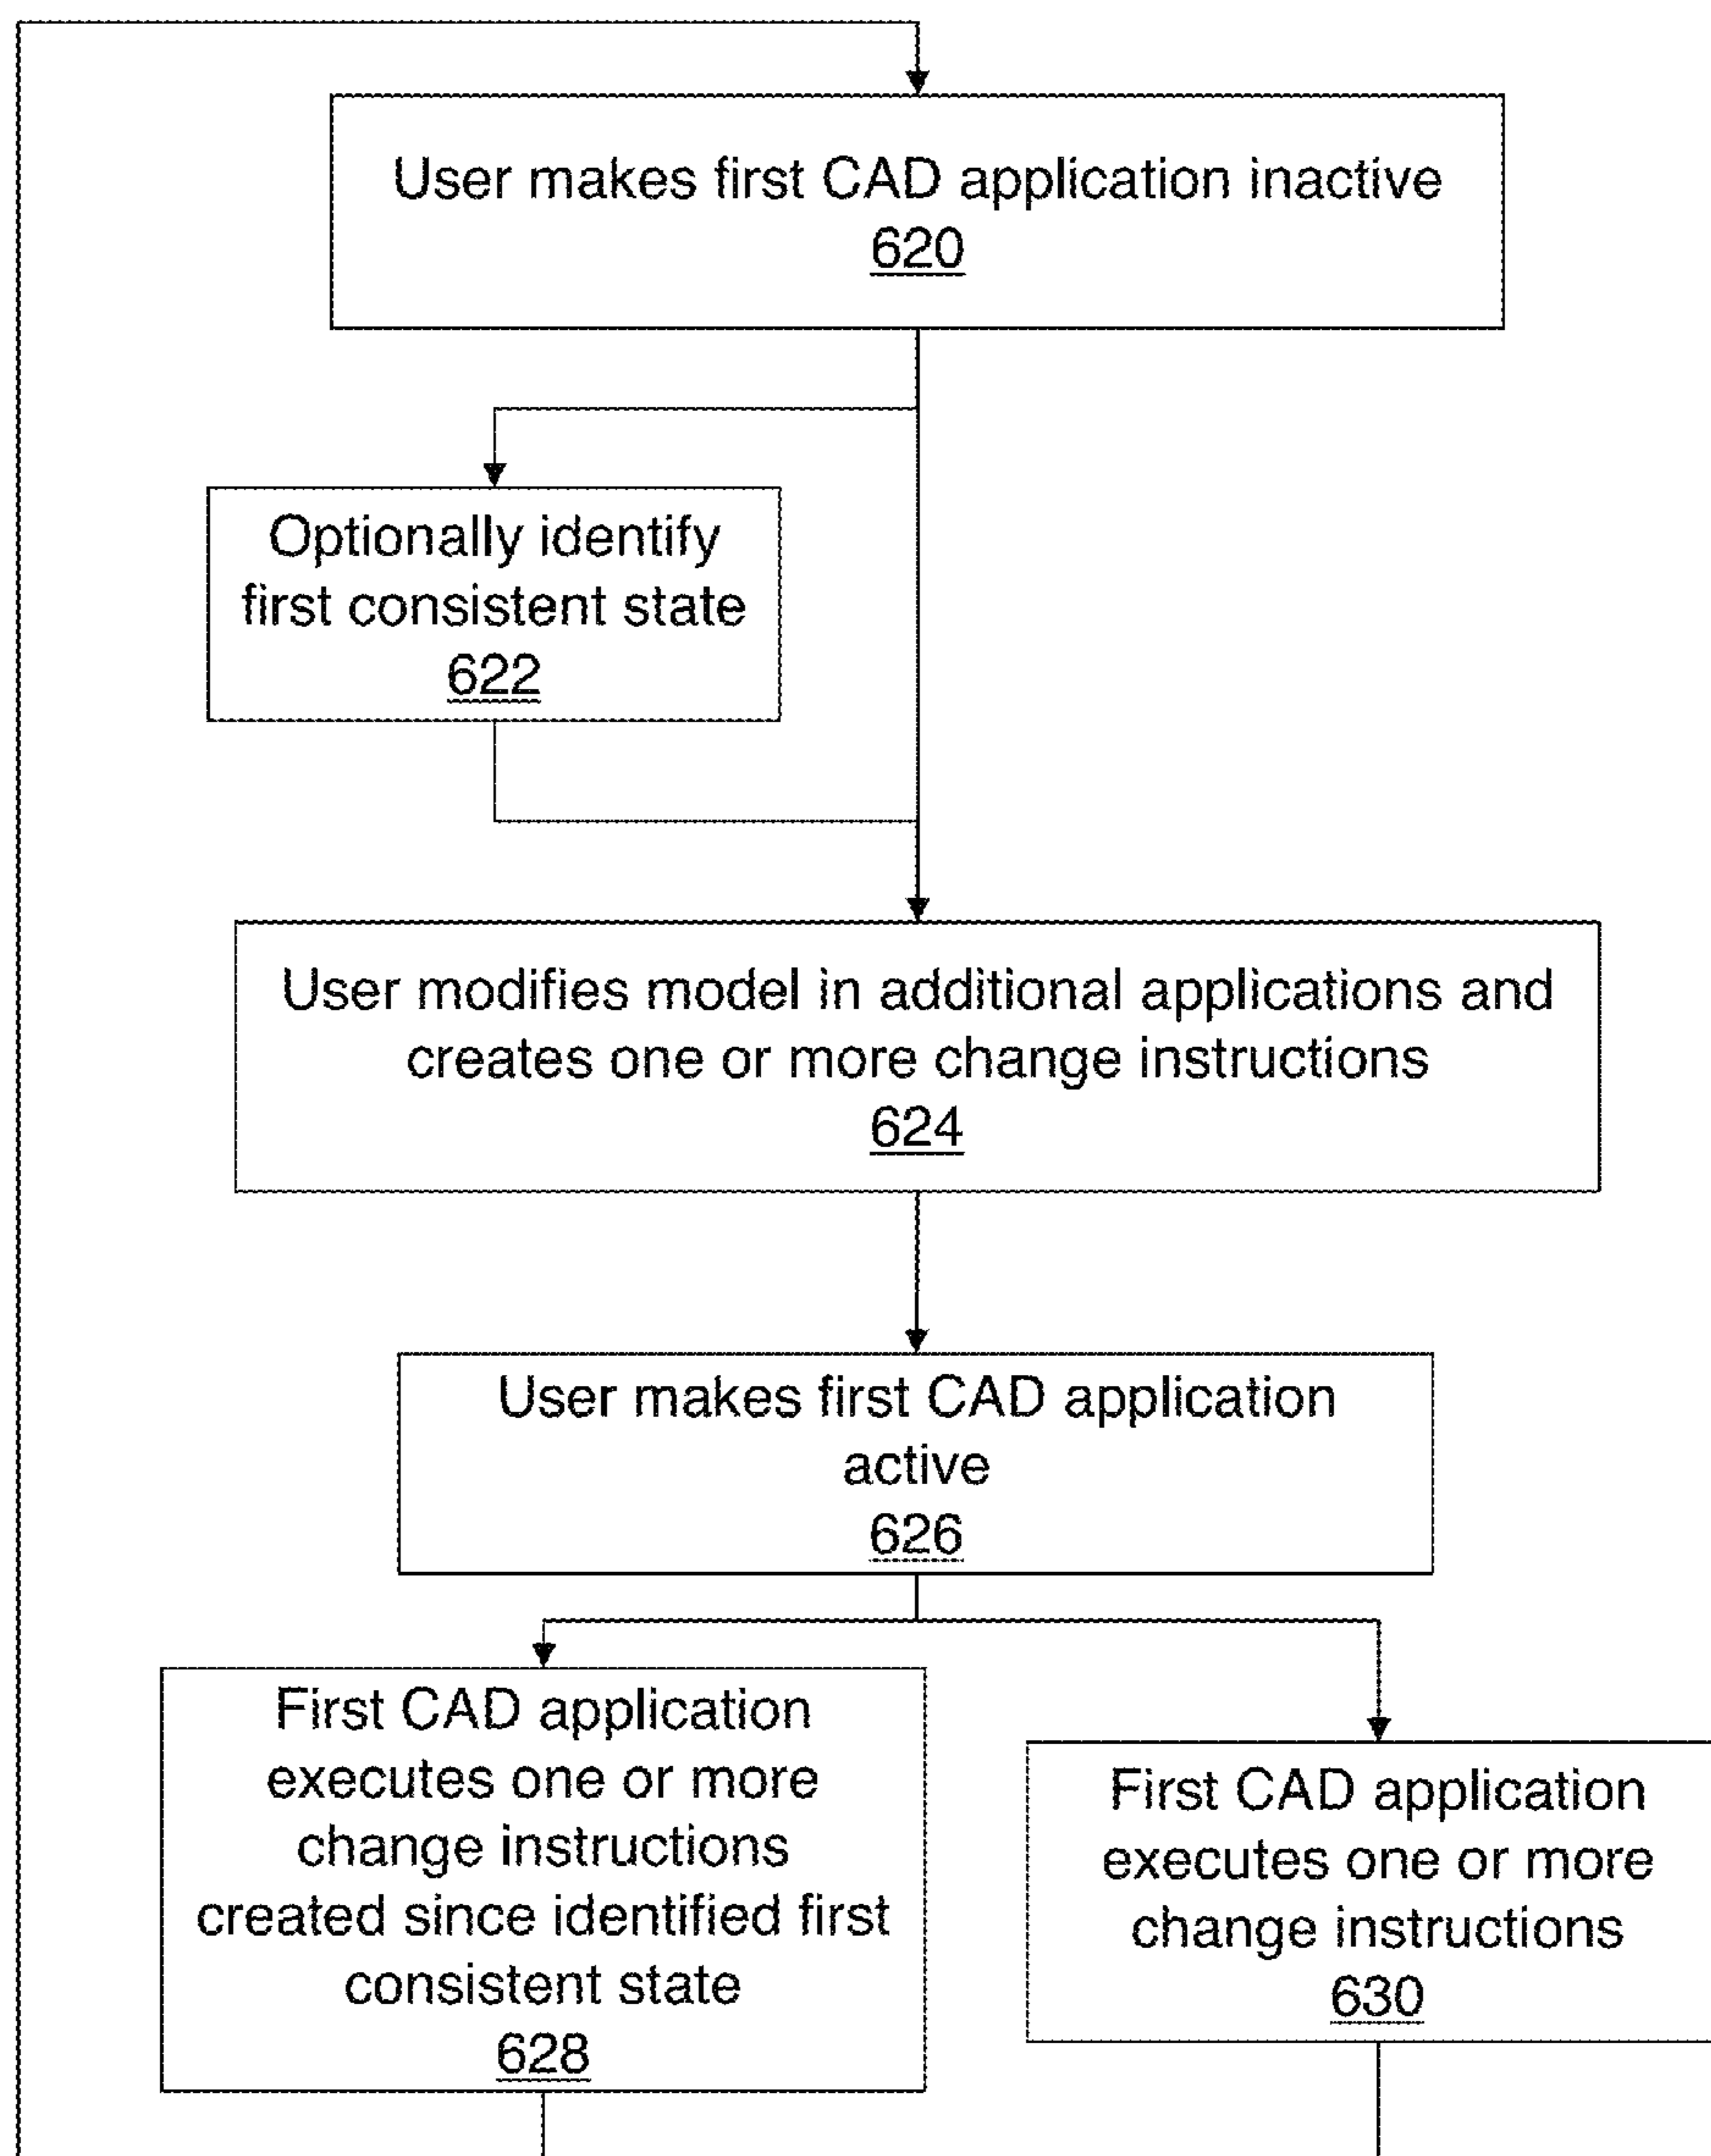 User makes first CAD application inactive
620
Optionally identify
first consistent state
622
User modifies model in additional applications and
creates one or more change instructions
624
User makes first CAD application
active
626
First CAD application
executes one or more
change instructions
created since identified first
consistent state
628
First CAD application
executes one or more
change instructions
630